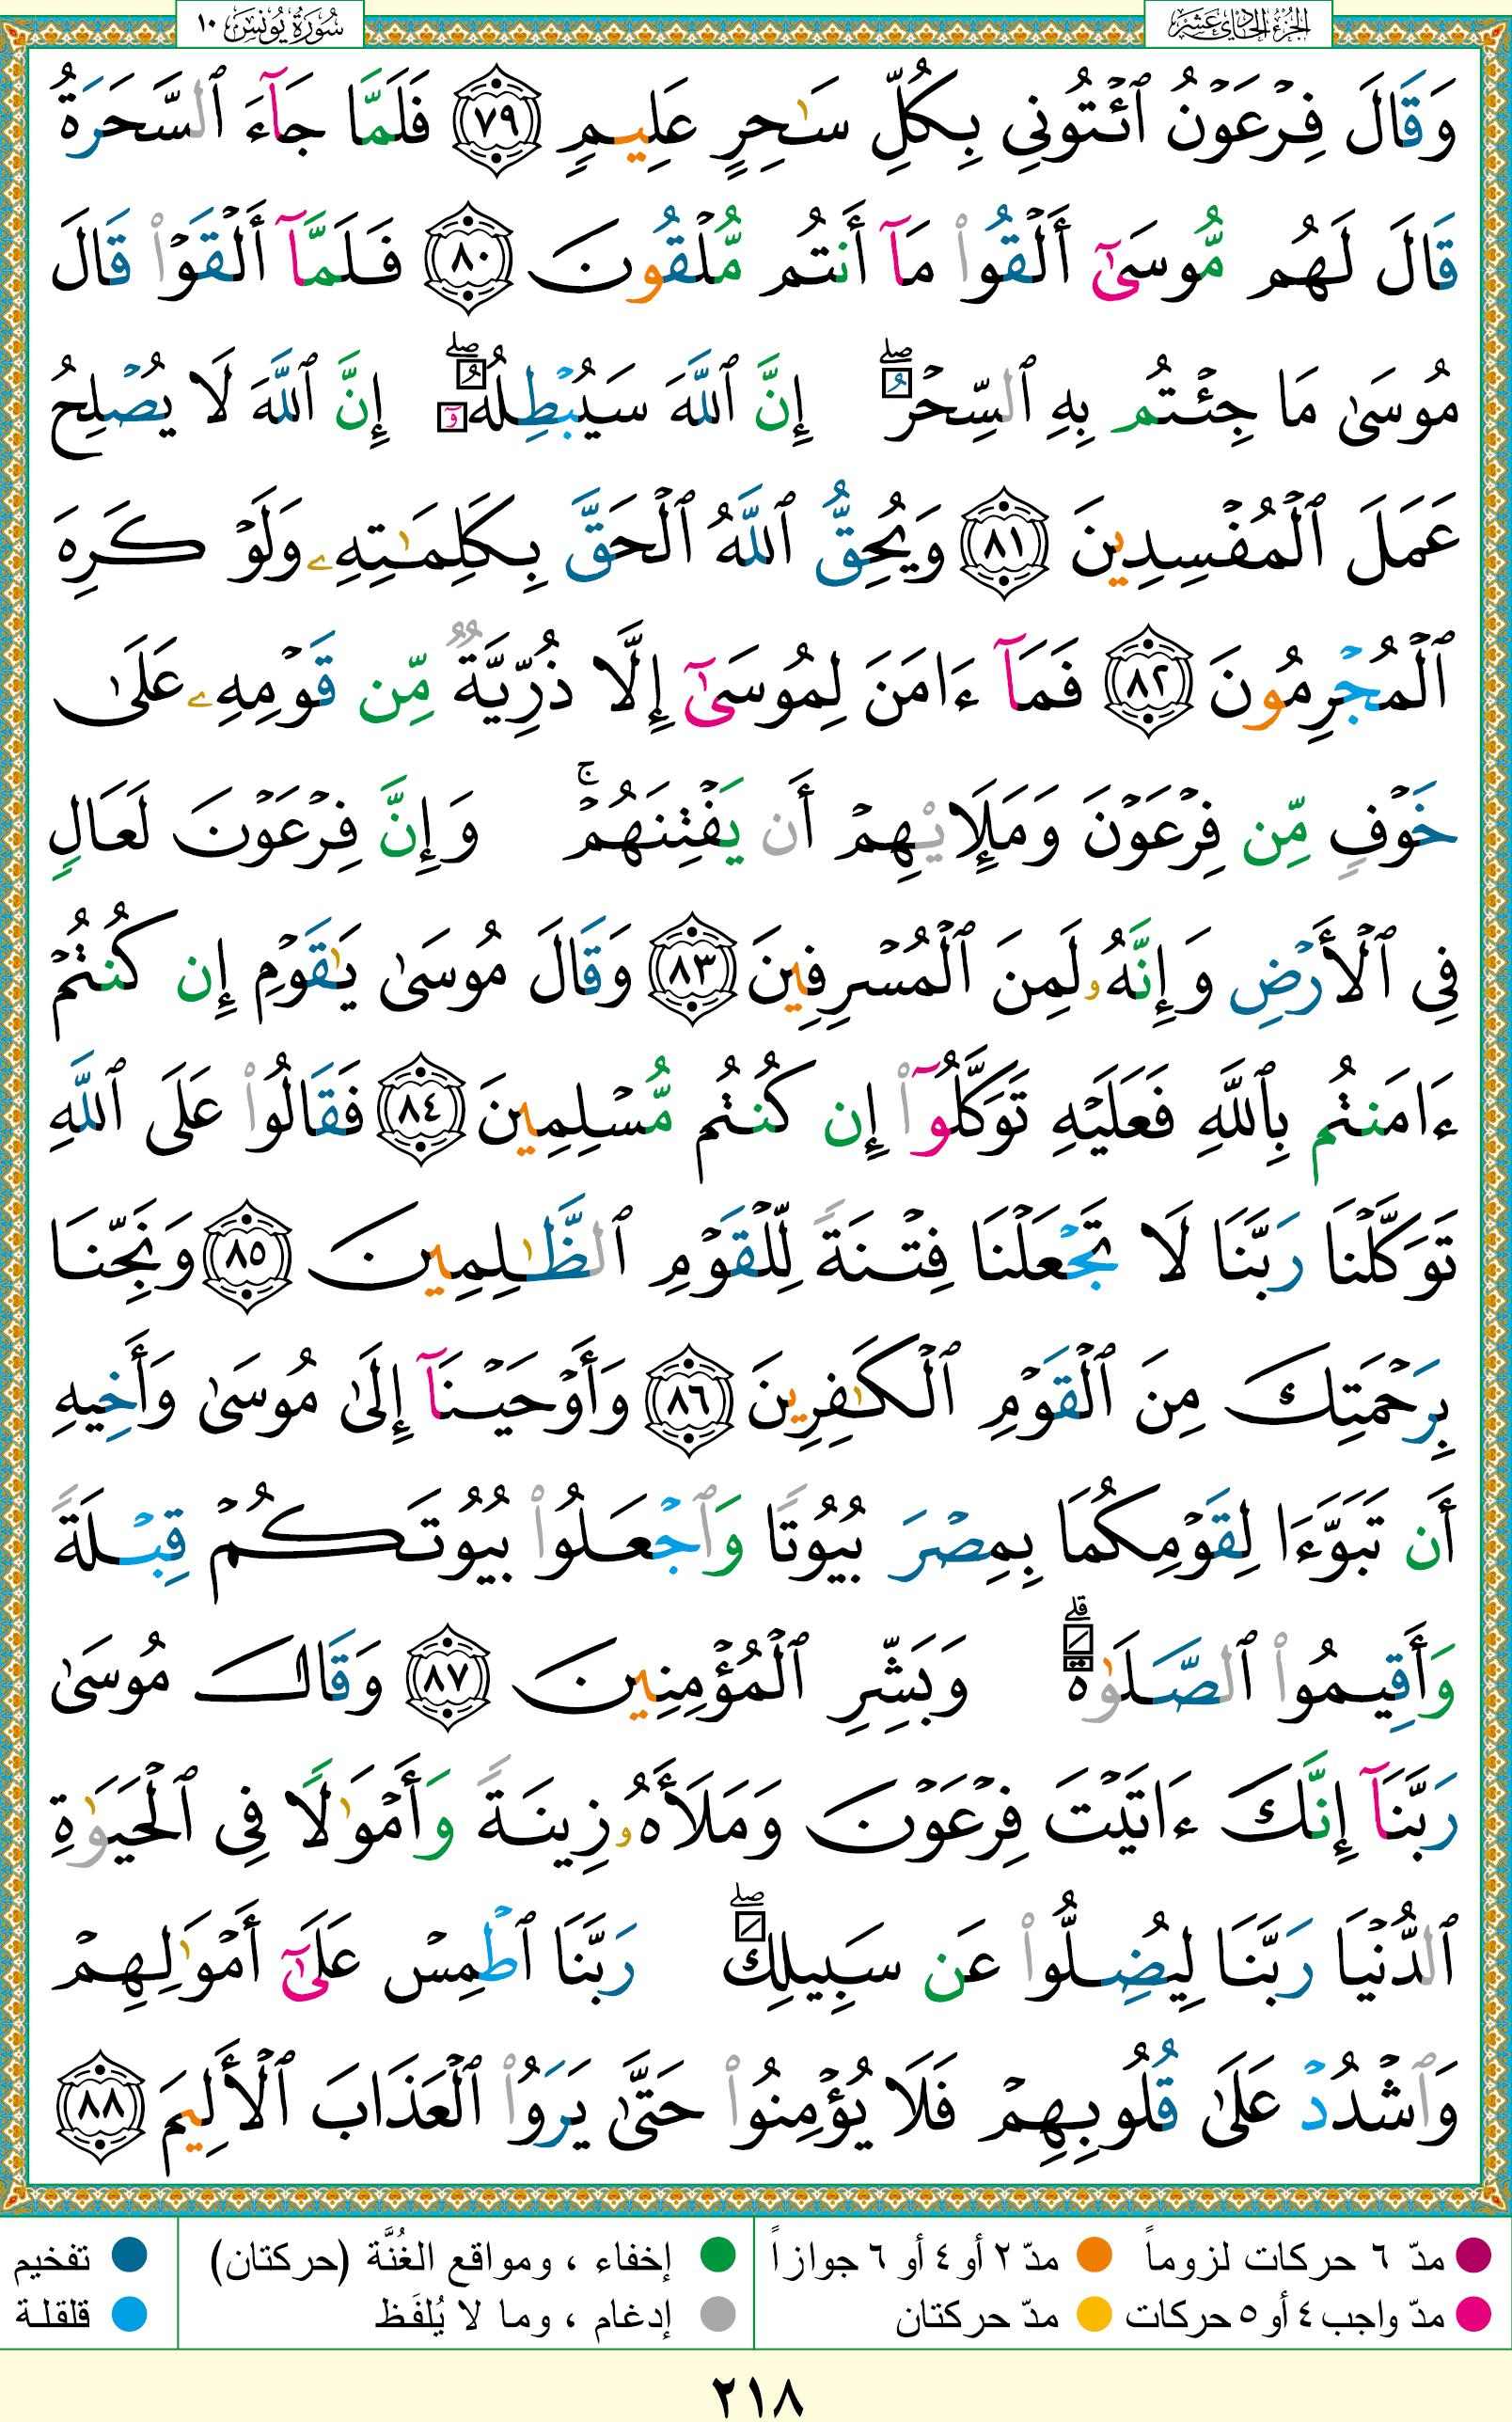 الجزء الحادي عشر
سورة يونس ١٠
وَقَالَ فِرْعَوْنُ ٱئْتُونِى بِكُلِّ سَـٰحِرٍ عَلِيمٍ ٧٩ فَلَمَّا جَآءَ ٱلسَّحَرَةُ
قَالَ لَهُم مُّوسَىٰٓ أَلْقُوا۟ مَآ أَنتُم مُّلْقُونَ ٨٠ فَلَمَّآ أَلْقَوْا۟ قَالَ
مُوسَىٰ مَا جِئْتُم بِهِ ٱلسِّحْرُ ۖ إِنَّ ٱللَّهَ سَيُبْطِلُهُۥٓ ۖ إِنَّ ٱللَّهَ لَا يُصْلِحُ
عَمَلَ ٱلْمُفْسِدِينَ ٨١ وَيُحِقُّ ٱللَّهُ ٱلْحَقَّ بِكَلِمَـٰتِهِۦ وَلَوْ كَرِهَ
ٱلْمُجْرِمُونَ ٨٢ فَمَآ ءَامَنَ لِمُوسَىٰٓ إِلَّا ذُرِّيَّةٌ مِّن قَوْمِهِۦ عَلَىٰ
خَوْفٍ مِّن فِرْعَوْنَ وَمَلَإِي۟هِمْ أَن يَفْتِنَهُمْ ۚ وَإِنَّ فِرْعَوْنَ لَعَالٍ
فِى ٱلْأَرْضِ وَإِنَّهُۥ لَمِنَ ٱلْمُسْرِفِينَ ٨٣ وَقَالَ مُوسَىٰ يَـٰقَوْمِ إِن كُنتُمْ
ءَامَنتُم بِٱللَّهِ فَعَلَيْهِ تَوَكَّلُوٓا۟ إِن كُنتُم مُّسْلِمِينَ ٨٤ فَقَالُوا۟ عَلَى ٱللَّهِ
تَوَكَّلْنَا رَبَّنَا لَا تَجْعَلْنَا فِتْنَةً لِّلْقَوْمِ ٱلظَّـٰلِمِينَ ٨٥ وَنَجِّنَا
بِرَحْمَتِكَ مِنَ ٱلْقَوْمِ ٱلْكَـٰفِرِينَ ٨٦ وَأَوْحَيْنَآ إِلَىٰ مُوسَىٰ وَأَخِيهِ
أَن تَبَوَّءَا لِقَوْمِكُمَا بِمِصْرَ بُيُوتًا وَٱجْعَلُوا۟ بُيُوتَكُمْ قِبْلَةً
وَأَقِيمُوا۟ ٱلصَّلَوٰةَ ۗ وَبَشِّرِ ٱلْمُؤْمِنِينَ ٨٧ وَقَالَ مُوسَىٰ
رَبَّنَآ إِنَّكَ ءَاتَيْتَ فِرْعَوْنَ وَمَلَأَهُۥ زِينَةً وَأَمْوَٰلًا فِى ٱلْحَيَوٰةِ
ٱلدُّنْيَا رَبَّنَا لِيُضِلُّوا۟ عَن سَبِيلِكَ ۖ رَبَّنَا ٱطْمِسْ عَلَىٰٓ أَمْوَٰلِهِمْ
وَٱشْدُدْ عَلَىٰ قُلُوبِهِمْ فَلَا يُؤْمِنُوا۟ حَتَّىٰ يَرَوُا۟ ٱلْعَذَابَ ٱلْأَلِيمَ ٨٨
مدّ ٦ حركات لزوماً مدّ ٢ أو ٤ أو ٦ جوازاً إخفاء ، ومواقع الغُنَّة (حركتان) تفخيم
مدّ واجب ٤ أو ٥ حركات مدّ حركتان إدغام ، وما لا يُلفَظ قلقلة
٢١٨